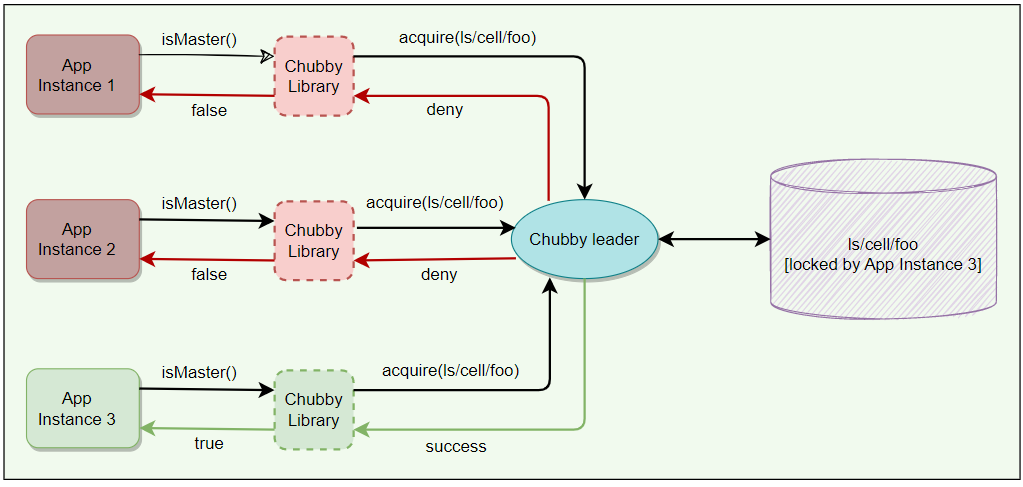 isMaster()
acquire(ls/cell/foo)
App
Instance 1
Chubby
Library
false
deny
isMaster()
acquire(ls/cell/foo)
App
Instance 2
Chubby
Library
Chubby leader
ls/cell/foo
[locked by App Instance 3]
false
deny
isMaster()
acquire(ls/cell/foo)
App
Instance 3
Chubby
Library
true
success